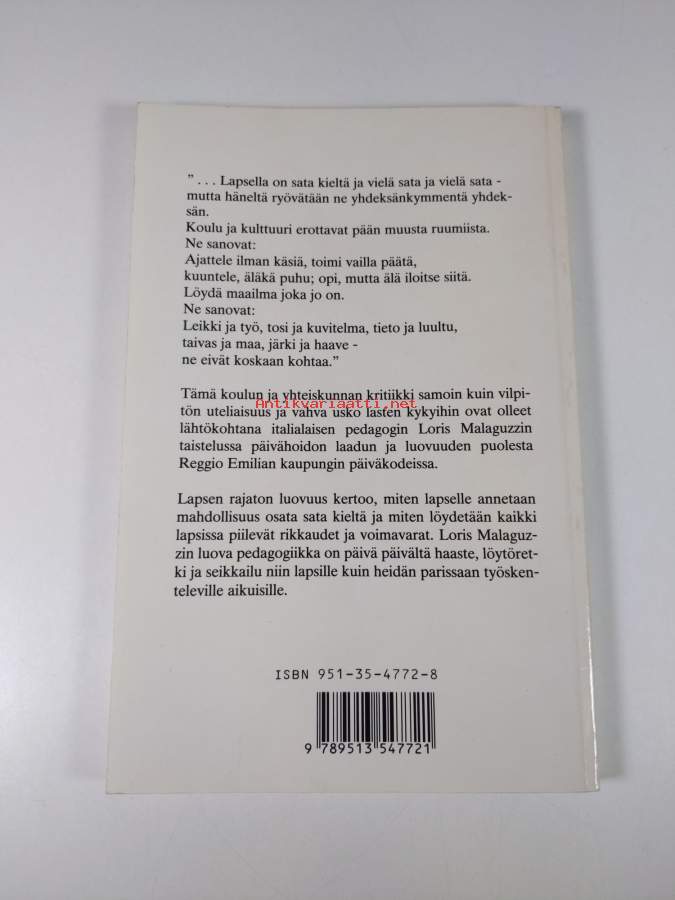 ” . . . Lapsella on sata kieltä ja vielä sata ja vielä sata -
mutta häneltä ryövätään ne yhdeksänkymmentä yhdek-
sän.
Koulu ja kulttuuri erottavat pään muusta ruumiista.
Ne sanovat:
Ajattele ilman käsiä, toimi vailla päätä,
kuuntele, äläkä puhu; opi, mutta älä iloitse siitä.
Löydä maailma joka jo on.
Ne sanovat:
Leikki ja työ, tosi ja kuvitelma, tieto ja luultu,
taivas ja maa, järki ja haave -
ne eivät koskaan kohtaa.”
Tämä koulun ja yhteiskunnan kritiikki samoin kuin vilpi-
Antikvariaatti.net
tön uteliaisuus ja vahva usko lasten kykyihin ovat olleet
lähtökohtana italialaisen pedagogin Loris Malaguzzin
taistelussa päivähoidon laadun ja luovuuden puolesta
Reggio Emilian kaupungin päiväkodeissa.
Lapsen rajaton luovuus kertoo, miten lapselle annetaan
mahdollisuus osata sata kieltä ja miten löydetään kaikki
lapsissa piilevät rikkaudet ja voimavarat. Loris Malaguz-
zin luova pedagogiikka on päivä päivältä haaste, löytöret-
ki ja seikkailu niin lapsille kuin heidän parissaan työsken-
televille aikuisille.
ISBN 951-35-4772-8
9 789513 547721